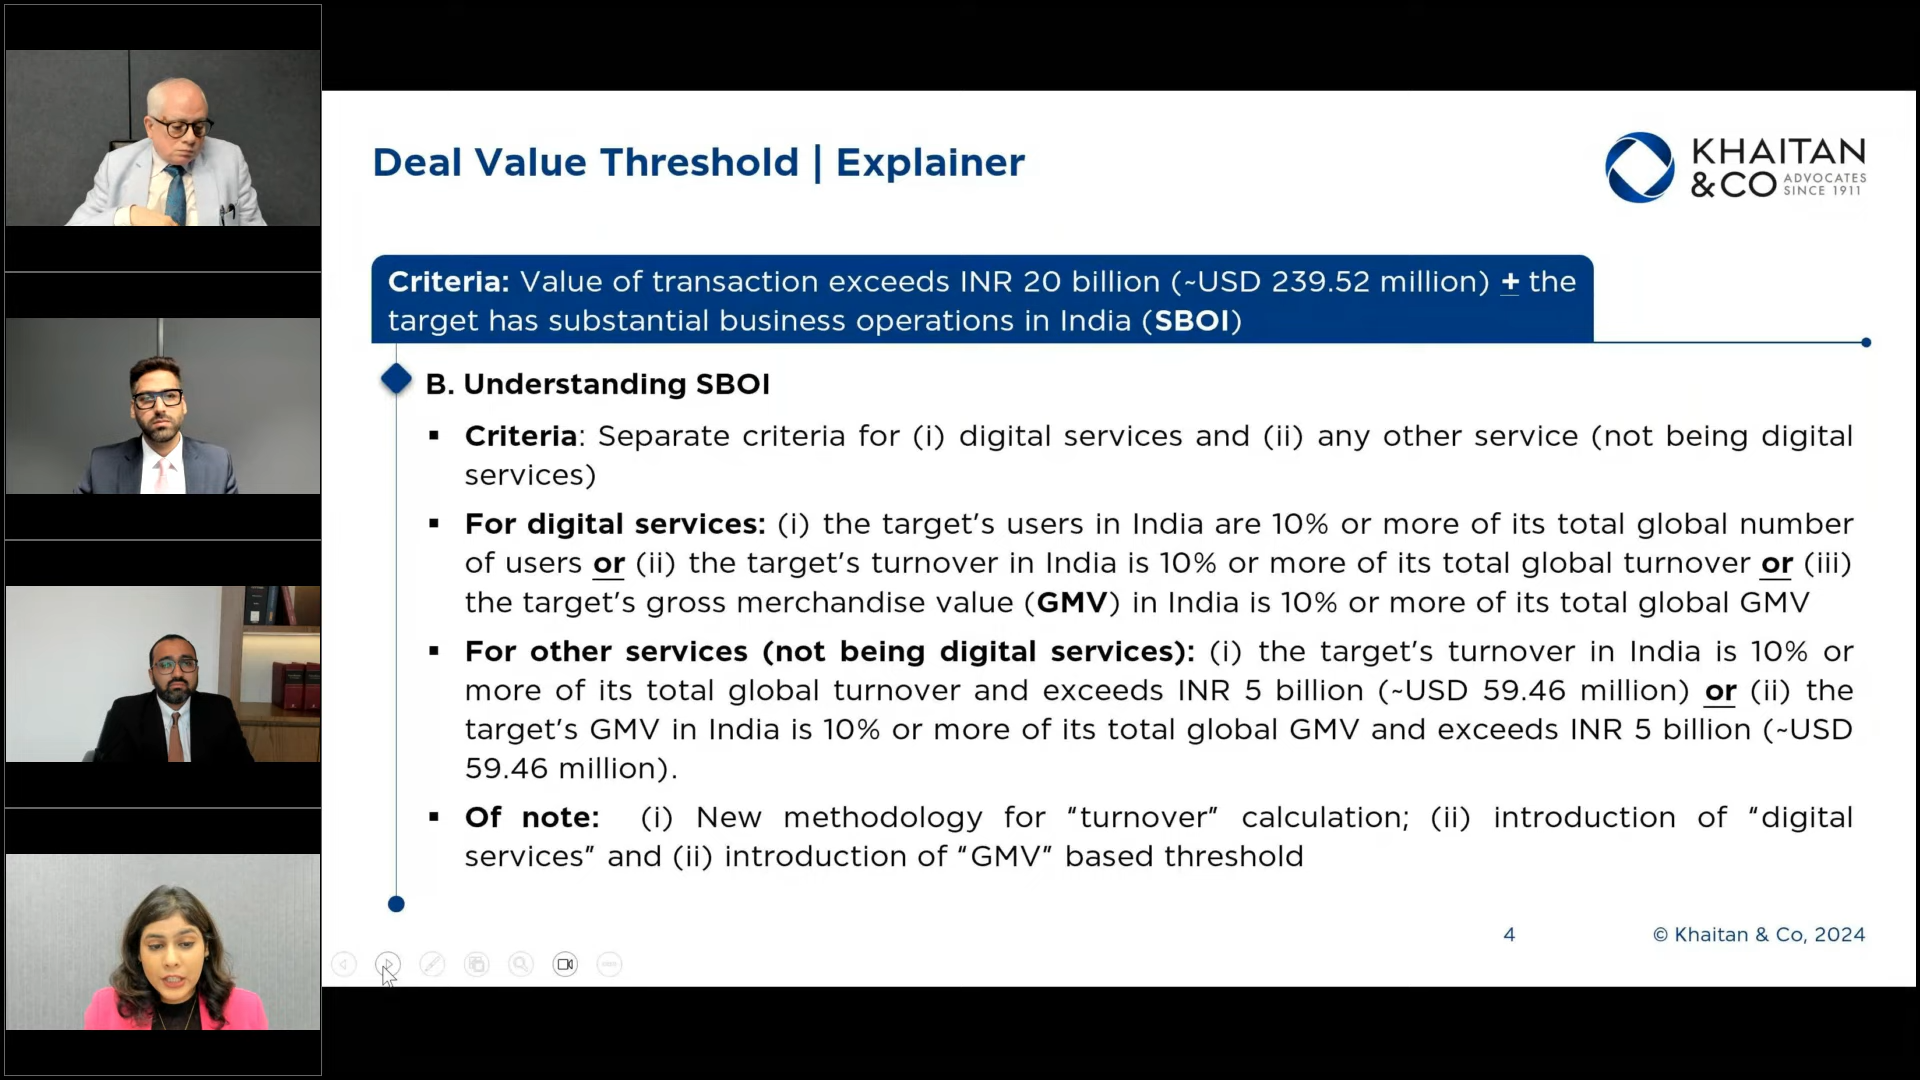 Deal Value Threshold | Explainer
KHAITAN
&CO ADVOCATES
SINCE 1911
Criteria: Value of transaction exceeds INR 20 billion (~USD 239.52 million) + the
target has substantial business operations in India (SBOI)
B. Understanding SBOI
▪ Criteria: Separate criteria for (i) digital services and (ii) any other service (not being digital
services)
▪ For digital services: (i) the target's users in India are 10% or more of its total global number
of users or (ii) the target's turnover in India is 10% or more of its total global turnover or (iii)
the target's gross merchandise value (GMV) in India is 10% or more of its total global GMV
▪ For other services (not being digital services): (i) the target's turnover in India is 10% or
more of its total global turnover and exceeds INR 5 billion (~USD 59.46 million) or (ii) the
target's GMV in India is 10% or more of its total global GMV and exceeds INR 5 billion (~USD
59.46 million).
▪ Of note: (i) New methodology for “turnover” calculation; (ii) introduction of “digital
services” and (ii) introduction of “GMV” based threshold
4
© Khaitan & Co, 2024